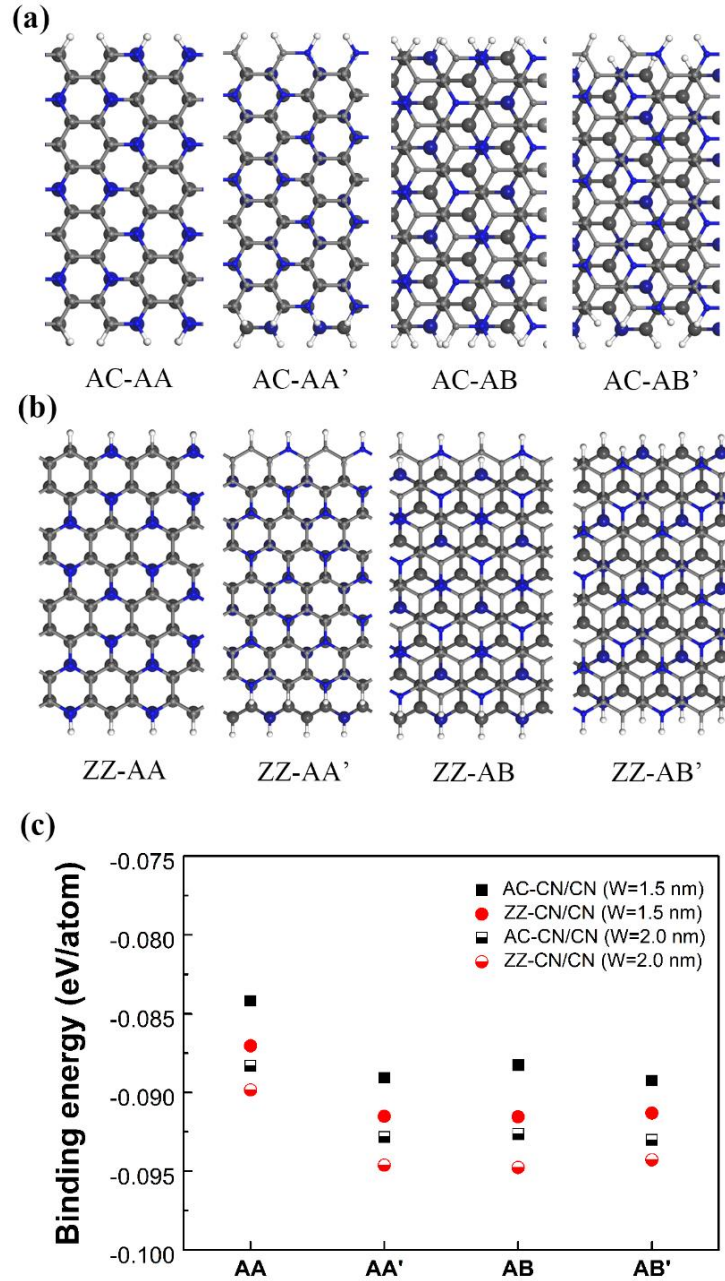 (a)
AC-AA AC-AA’ AC-AB AC-AB’
(b)
ZZ-AA ZZ-AA’ ZZ-AB ZZ-AB’
(c)
Binding energy (eV/atom)
-0.075
-0.080
-0.085
-0.090
-0.095
-0.100
AC-CN/CN (W=1.5 nm)
ZZ-CN/CN (W=1.5 nm)
AC-CN/CN (W=2.0 nm)
ZZ-CN/CN (W=2.0 nm)
AA AA' AB AB'